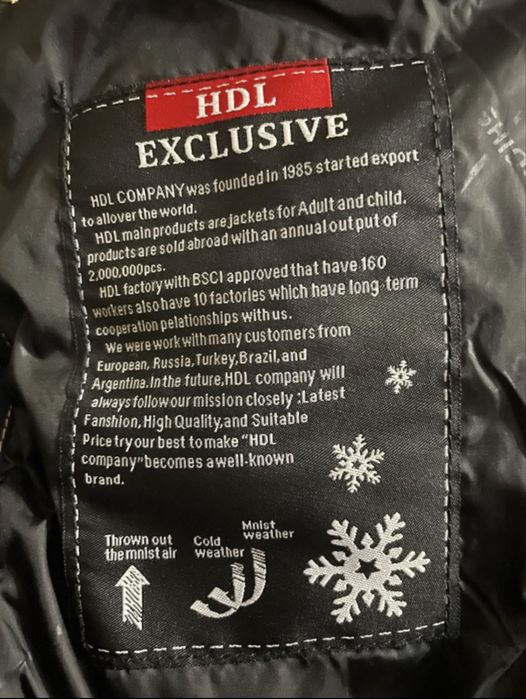 HDL
EXCLUSIVE
HDL COMPANY was founded in 1985 started export
to allover the world.
HDL main products are jackets for Adult and child.
products are sold abroad with an annual out put of
2.000,000pcs.
HDL factory with BSCI approved that have 160
workers also have 10 factories which have long-term
cooperation pelationships with us.
We were work with many customers from
European, Russia,Turkey,Brazil,and
Argentina.In the future,HDL company will
always follow our mission closely :Latest
Fanshion,High Quality,and Suitable
Price try our best to make "HDL
company"becomes a well-known
brand.
Thrown out
the mnist air
Cold
weather
Mnist
weather